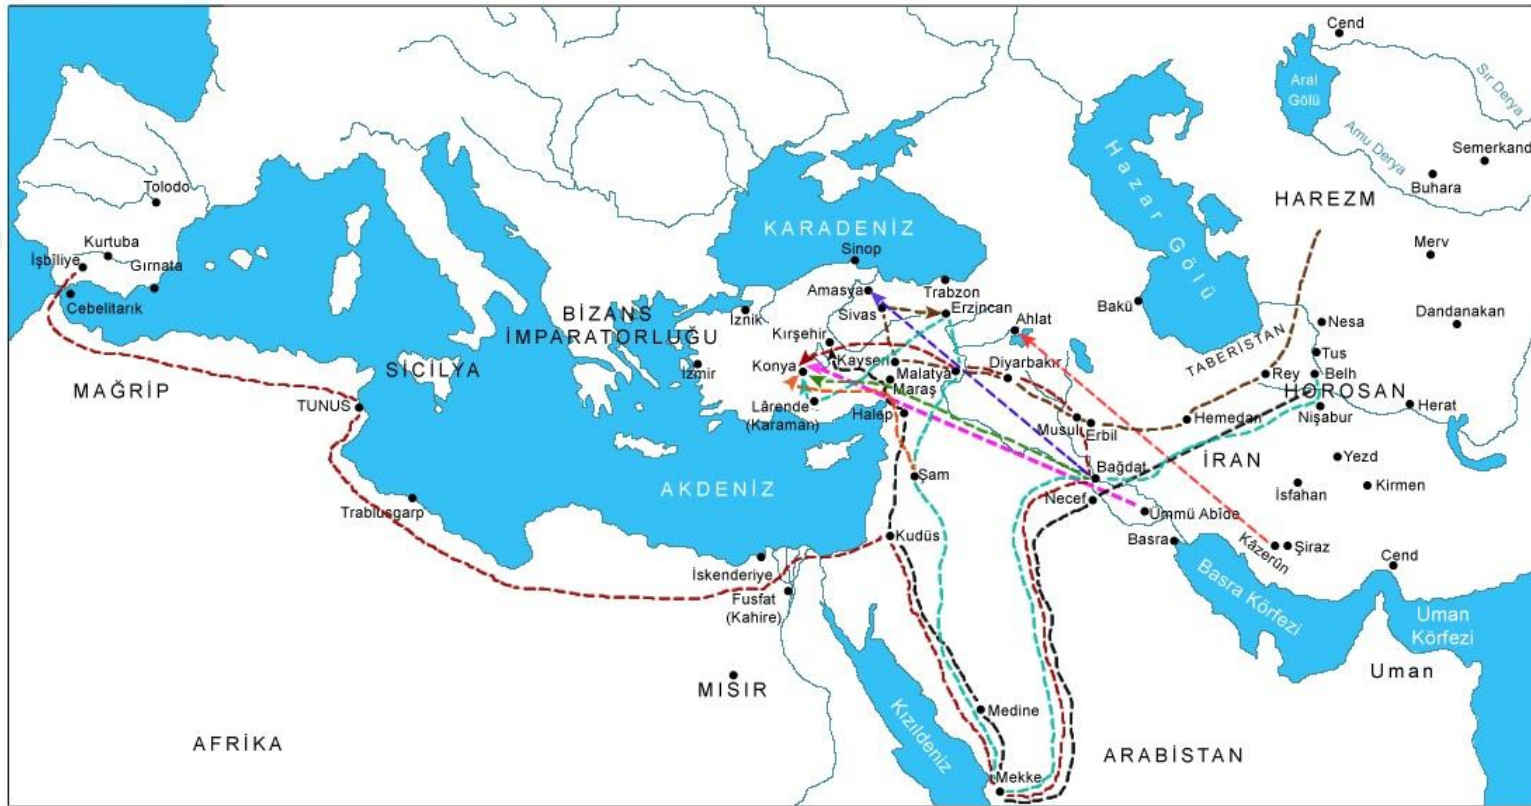 Cend
Aral
Gölü
Sır Derya
Amu Derya
Semerkand
Buhara
HAREZM
Hazar Gölü
Tolodo
KARADENİZ
Sinop
Kurtuba
İşbiliye
Gırnata
Cebelitarık
Merv
Amasya
Trabzon
Bakü
BİZANS
İMPARATORLUĞU
İznik
Sivas
Erzincan
Ahlat
Nesa
Dandanakan
TABERİSTAN
Kırşehir
Tus
SİCİLYA
İzmir
Konya
Kayseri
Diyarbakır
Malatya
Rey
Belh
MAĞRİP
HOROSAN
Maraş
TUNUS
Lârende
(Karaman)
Halep
Musul
Erbil
Hemedan
Nişabur
Herat
İRAN
Yezd
Bağdat
AKDENİZ
Şam
Necef
İsfahan
Kirmen
Trablusgarp
Ümmü Abîde
Kudüs
Basra
Kâzerûn
Şiraz
İskenderiye
Cend
Fusfat
(Kahire)
Basra Körfezi
Uman
Körfezi
MISIR
Uman
Medine
Kızıldeniz
AFRİKA
ARABİSTAN
Mekke